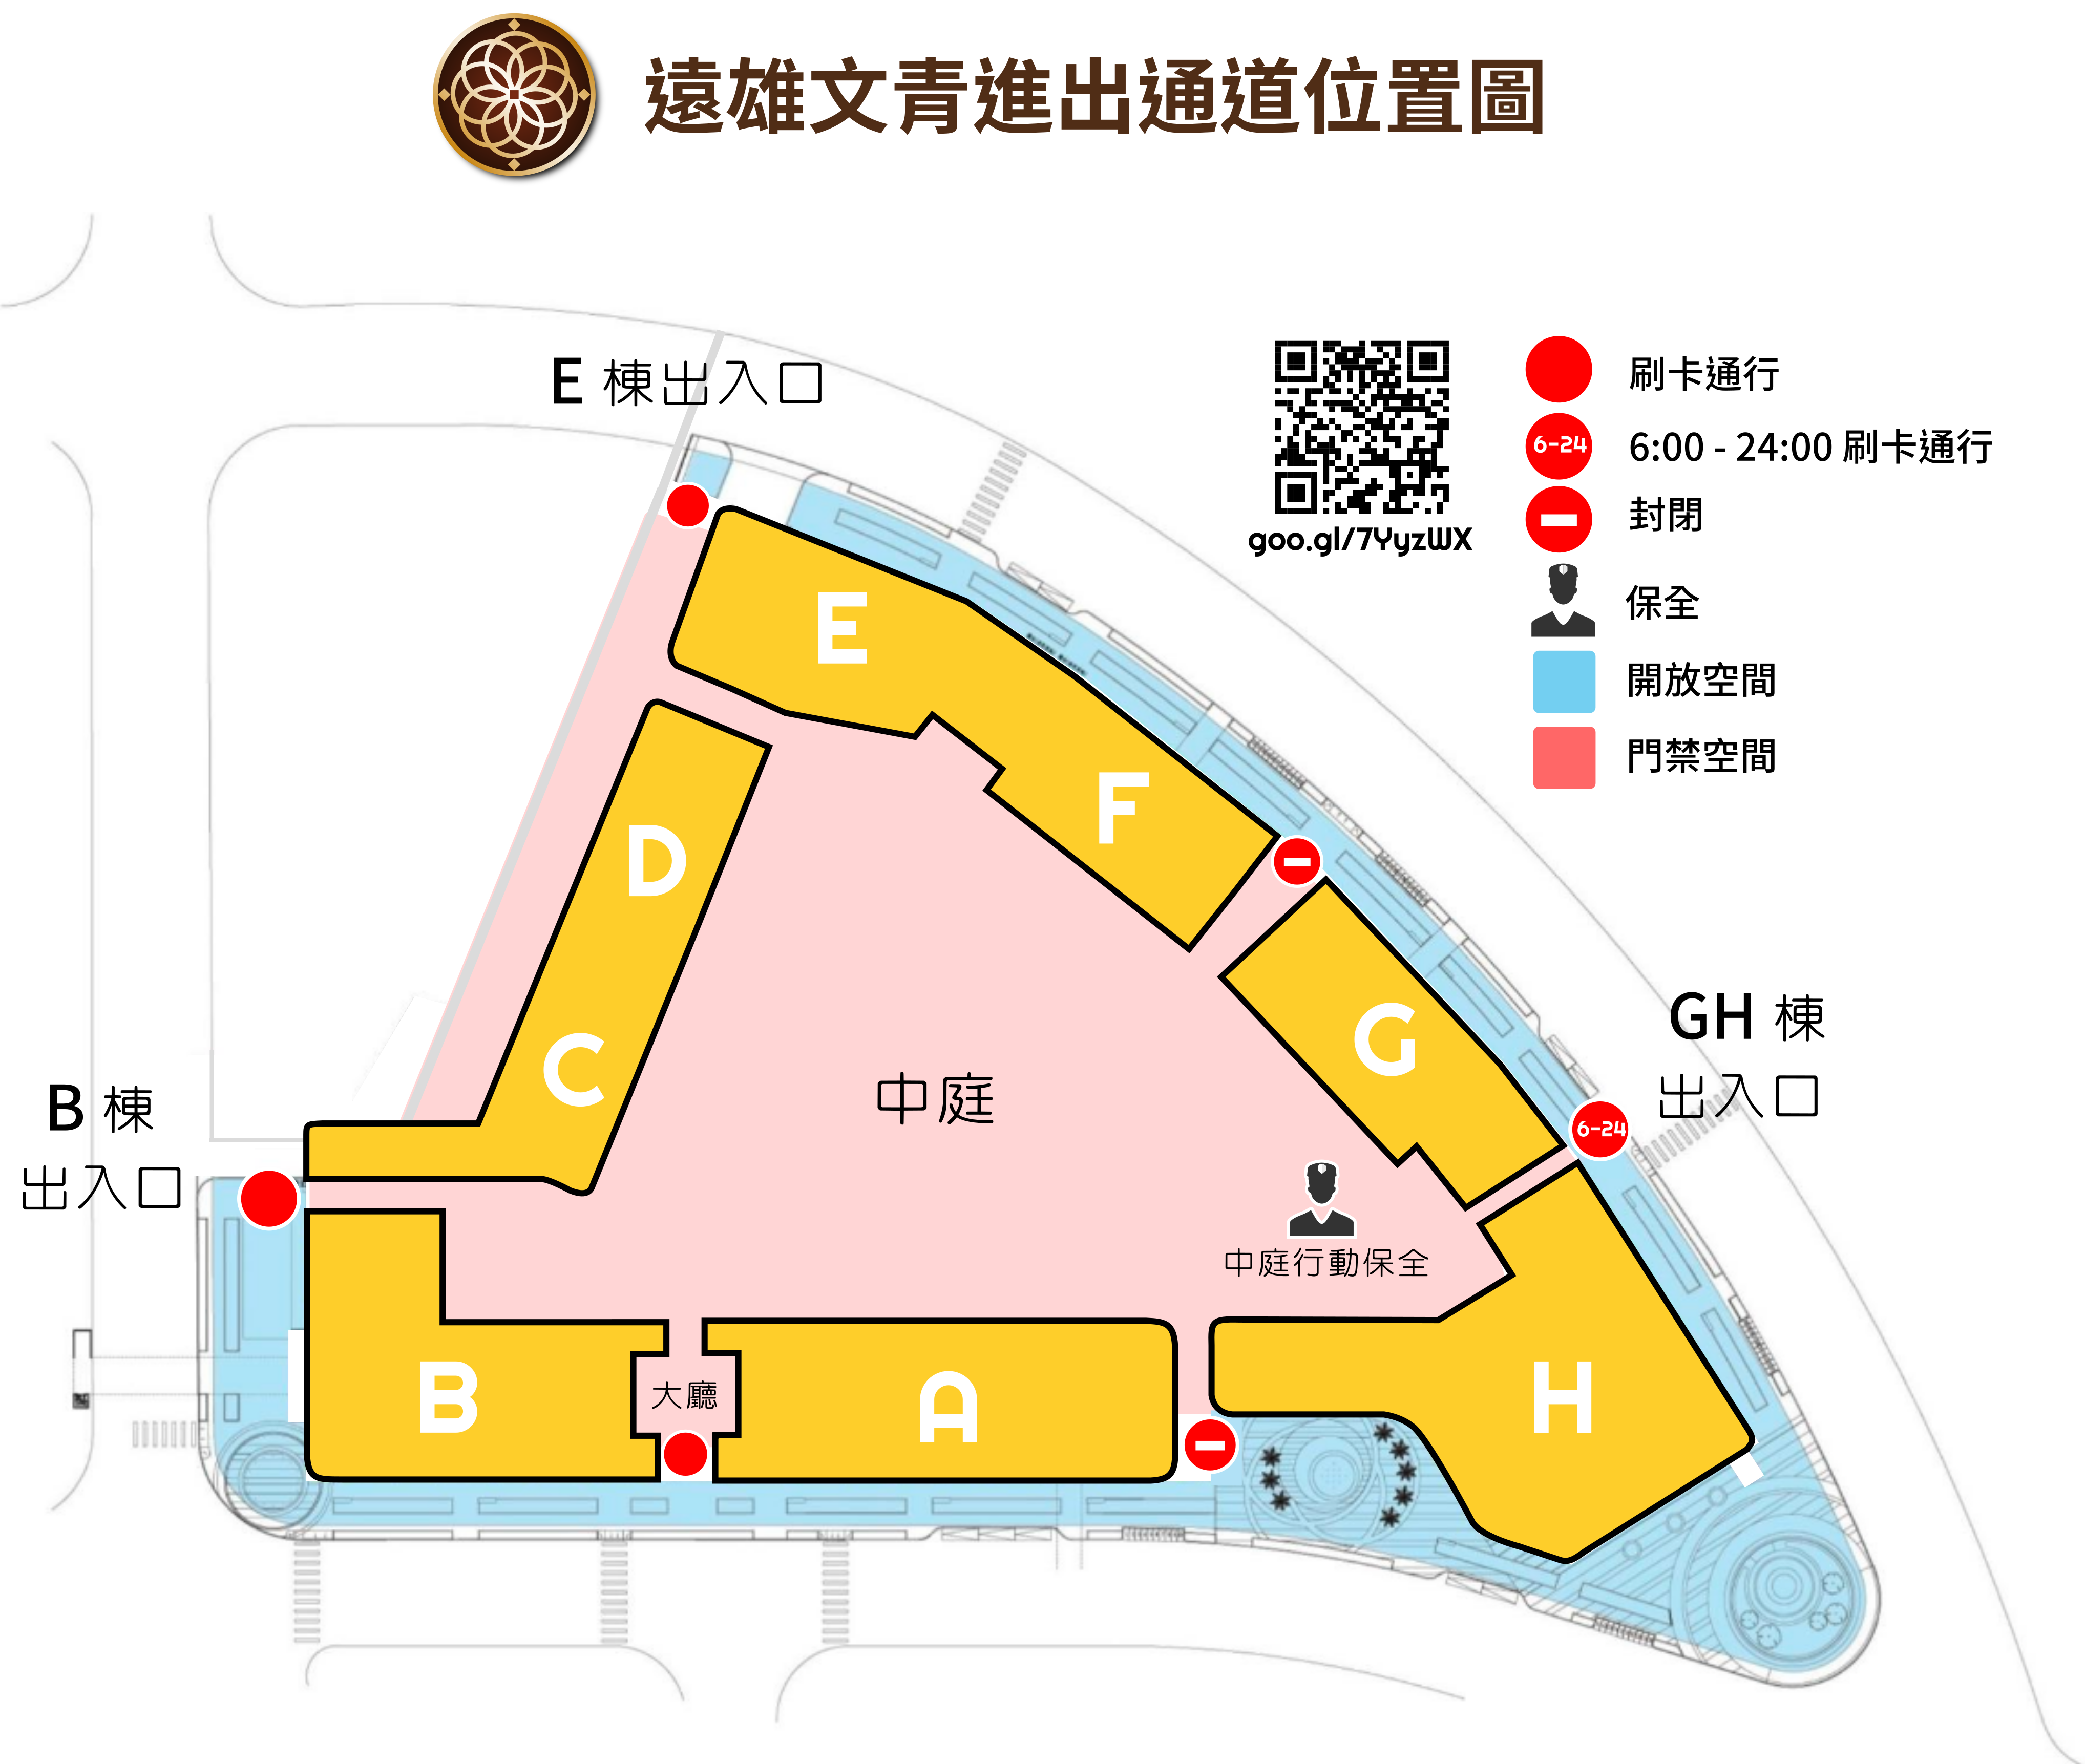 遠雄文青進出通道位置圖
E 棟出入口
goo.gl/7YyzWX
刷卡通行
6-24
6:00 - 24:00 刷卡通行
封閉
保全
開放空間
門禁空間
E
F
D
C
G
中庭
GH 棟
出入口
6-24
B 棟
出入口
中庭行動保全
B
大廳
A
H